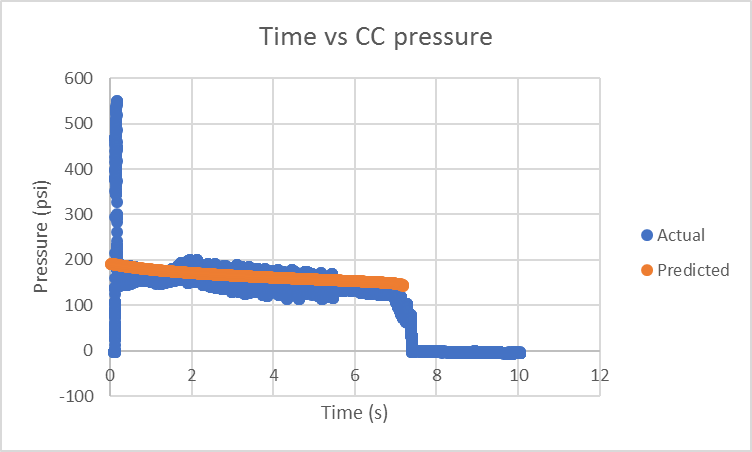 Time vs CC pressure
600
500
400
300
200
100
0
-100
0 2 4 6 8 10 12
Pressure (psi)
Time (s)
Actual
Predicted